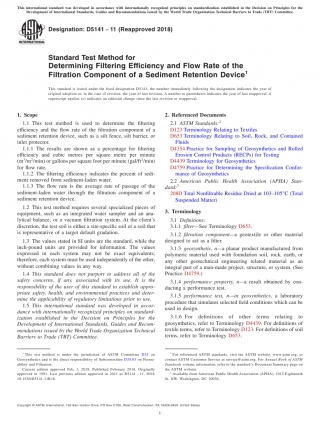 This international standard was developed in accordance with internationally recognized principles on standardization established in the Decision on Principles for the
Development of International Standards, Guides and Recommendations issued by the World Trade Organization Technical Barriers to Trade (TBT) Committee.
Designation: D5141 − 11 (Reapproved 2018)
Standard Test Method for
Determining Filtering Efficiency and Flow Rate of the
Filtration Component of a Sediment Retention Device¹
This standard is issued under the fixed designation D5141; the number immediately following the designation indicates the year of
original adoption or, in the case of revision, the year of last revision. A number in parentheses indicates the year of last reapproval. A
superscript epsilon (ε) indicates an editorial change since the last revision or reapproval.
1. Scope
1.1 This test method is used to determine the filtering
efficiency and the flow rate of the filtration component of a
sediment retention device, such as a silt fence, silt barrier, or
inlet protector.
1.1.1 The results are shown as a percentage for filtering
efficiency and cubic metres per square metre per minute
(m³/m²/min) or gallons per square foot per minute (gal/ft²/min)
for flow rate.
1.1.2 The filtering efficiency indicates the percent of sedi-
ment removed from sediment-laden water.
1.1.3 The flow rate is the average rate of passage of the
sediment-laden water through the filtration component of a
sediment retention device.
1.2 This test method requires several specialized pieces of
equipment, such as an integrated water sampler and an ana-
lytical balance, or a vacuum filtration system. At the client's
discretion, the test soil is either a site-specific soil or a soil that
is representative of a target default gradation.
1.3 The values stated in SI units are the standard, while the
inch-pound units are provided for information. The values
expressed in each system may not be exact equivalents;
therefore, each system must be used independently of the other,
without combining values in any way.
1.4 This standard does not purport to address all of the
safety concerns, if any, associated with its use. It is the
responsibility of the user of this standard to establish appro-
priate safety, health, and environmental practices and deter-
mine the applicability of regulatory limitations prior to use.
1.5 This international standard was developed in accor-
dance with internationally recognized principles on standard-
ization established in the Decision on Principles for the
Development of International Standards, Guides and Recom-
mendations issued by the World Trade Organization Technical
Barriers to Trade (TBT) Committee.
¹ This test method is under the jurisdiction of ASTM Committee D35 on
Geosynthetics and is the direct responsibility of Subcommittee D35.03 on Perme-
ability and Filtration.
Current edition approved Feb. 1, 2018. Published February 2018. Originally
approved in 1991. Last previous edition approved in 2011 as D5141 – 11. DOI:
10.1520/D5141-11R18.
2. Referenced Documents
2.1 ASTM Standards:²
D123 Terminology Relating to Textiles
D653 Terminology Relating to Soil, Rock, and Contained
Fluids
D4354 Practice for Sampling of Geosynthetics and Rolled
Erosion Control Products (RECPs) for Testing
D4439 Terminology for Geosynthetics
D4759 Practice for Determining the Specification Confor-
mance of Geosynthetics
2.2 American Public Health Association (APHA) Stan-
dard:³
208D Total Nonfiltrable Residue Dried at 103–105°C (Total
Suspended Matter)
3. Terminology
3.1 Definitions:
3.1.1 filter—See Terminology D653.
3.1.2 filtration component—a geotextile or other material
designed to act as a filter.
3.1.3 geosynthetic, n—a planar product manufactured from
polymeric material used with foundation soil, rock, earth, or
any other geotechnical engineering related material as an
integral part of a man-made project, structure, or system. (See
Practice D4759.)
3.1.4 performance property, n—a result obtained by con-
ducting a performance test.
3.1.5 performance test, n—in geosynthetics, a laboratory
procedure that simulates selected field conditions which can be
used in design.
3.1.6 For definitions of other terms relating to
geosynthetics, refer to Terminology D4439. For definitions of
textile terms, refer to Terminology D123. For definitions of soil
terms, refer to Terminology D653.
² For referenced ASTM standards, visit the ASTM website, www.astm.org, or
contact ASTM Customer Service at service@astm.org. For Annual Book of ASTM
Standards volume information, refer to the standard's Document Summary page on
the ASTM website.
³ Available from American Public Health Association (APHA), 1015 Eighteenth
St., NW, Washington, DC 20036.
Copyright © ASTM International, 100 Barr Harbor Drive, PO Box C700, West Conshohocken, PA 19428-2959. United States
1